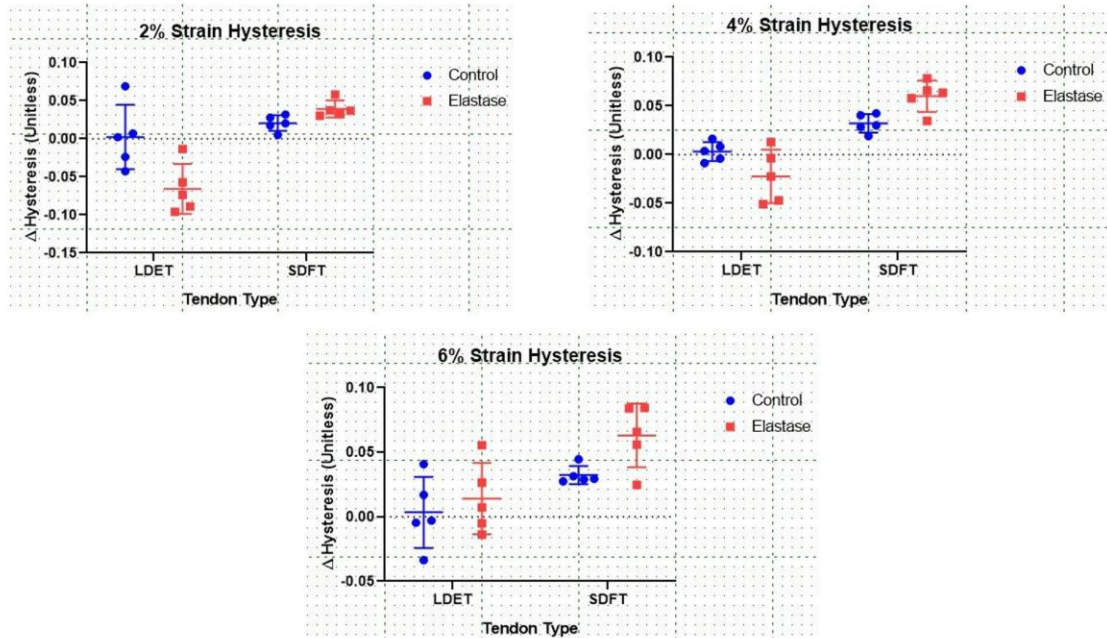 2% Strain Hysteresis
Δ Hysteresis (Unitless)
0.10
0.05
0.00
-0.05
-0.10
-0.15
LDET SDFT
Tendon Type
Control
Elastase
4% Strain Hysteresis
Δ Hysteresis (Unitless)
0.10
0.05
0.00
-0.05
-0.10
LDET SDFT
Tendon Type
Control
Elastase
6% Strain Hysteresis
Δ Hysteresis (Unitless)
0.10
0.05
0.00
-0.05
LDET SDFT
Tendon Type
Control
Elastase